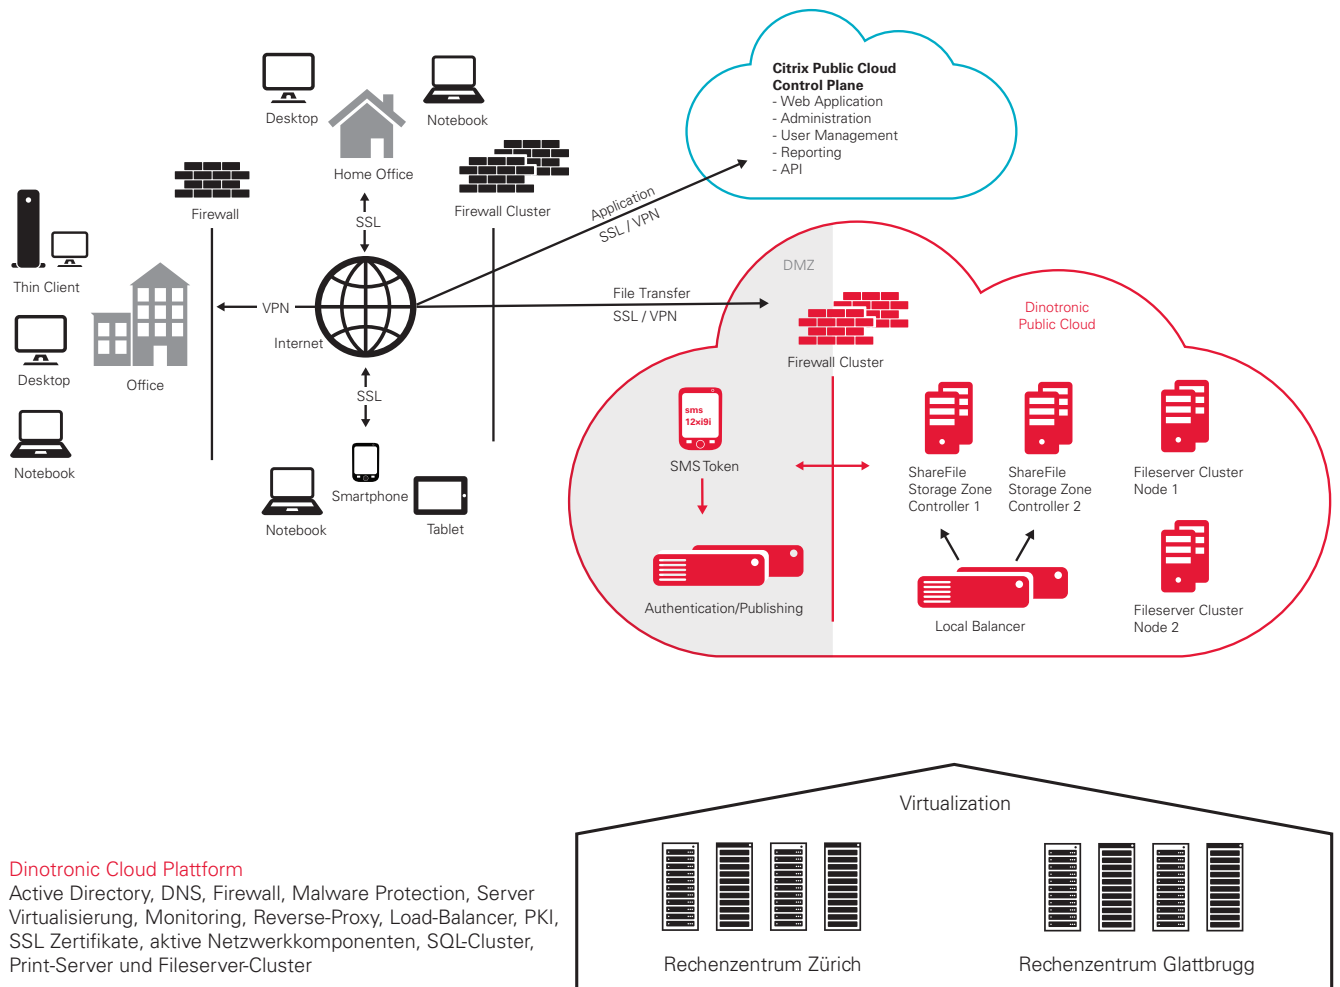 Citrix Public Cloud
Control Plane
- Web Application
- Administration
- User Management
- Reporting
- API
Desktop
Notebook
Home Office
Firewall
Firewall Cluster
SSL
Application
SSL / VPN
Thin Client
VPN
Internet
File Transfer
SSL / VPN
DMZ
Dinotronic
Public Cloud
Firewall Cluster
Desktop
Office
SSL
Notebook
Smartphone
Notebook
Tablet
sms
12xi9i
SMS Token
ShareFile
Storage Zone
Controller 1
ShareFile
Storage Zone
Controller 2
Fileserver Cluster
Node 1
Authentication/Publishing
Local Balancer
Fileserver Cluster
Node 2
Virtualization
Dinotronic Cloud Plattform
Active Directory, DNS, Firewall, Malware Protection, Server
Virtualisierung, Monitoring, Reverse-Proxy, Load-Balancer, PKI,
SSL Zertifikate, aktive Netzwerkkomponenten, SQL-Cluster,
Print-Server und Fileserver-Cluster
Rechenzentrum Zürich
Rechenzentrum Glattbrugg